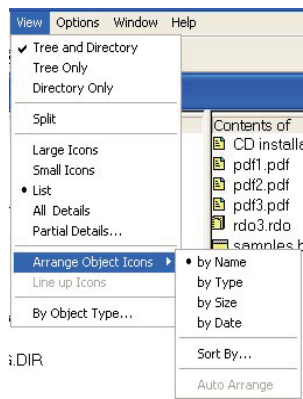 View Options Window Help
Tree and Directory
Tree Only
Directory Only
Split
Large Icons
Small Icons
List
All Details
Partial Details...
Arrange Object Icons
Line up Icons
By Object Type...
Contents of
CD installa
pdf1.pdf
pdf2.pdf
pdf3.pdf
rdo3.rdo
samples.b
by Name
by Type
by Size
by Date
Sort By...
Auto Arrange
.DIR